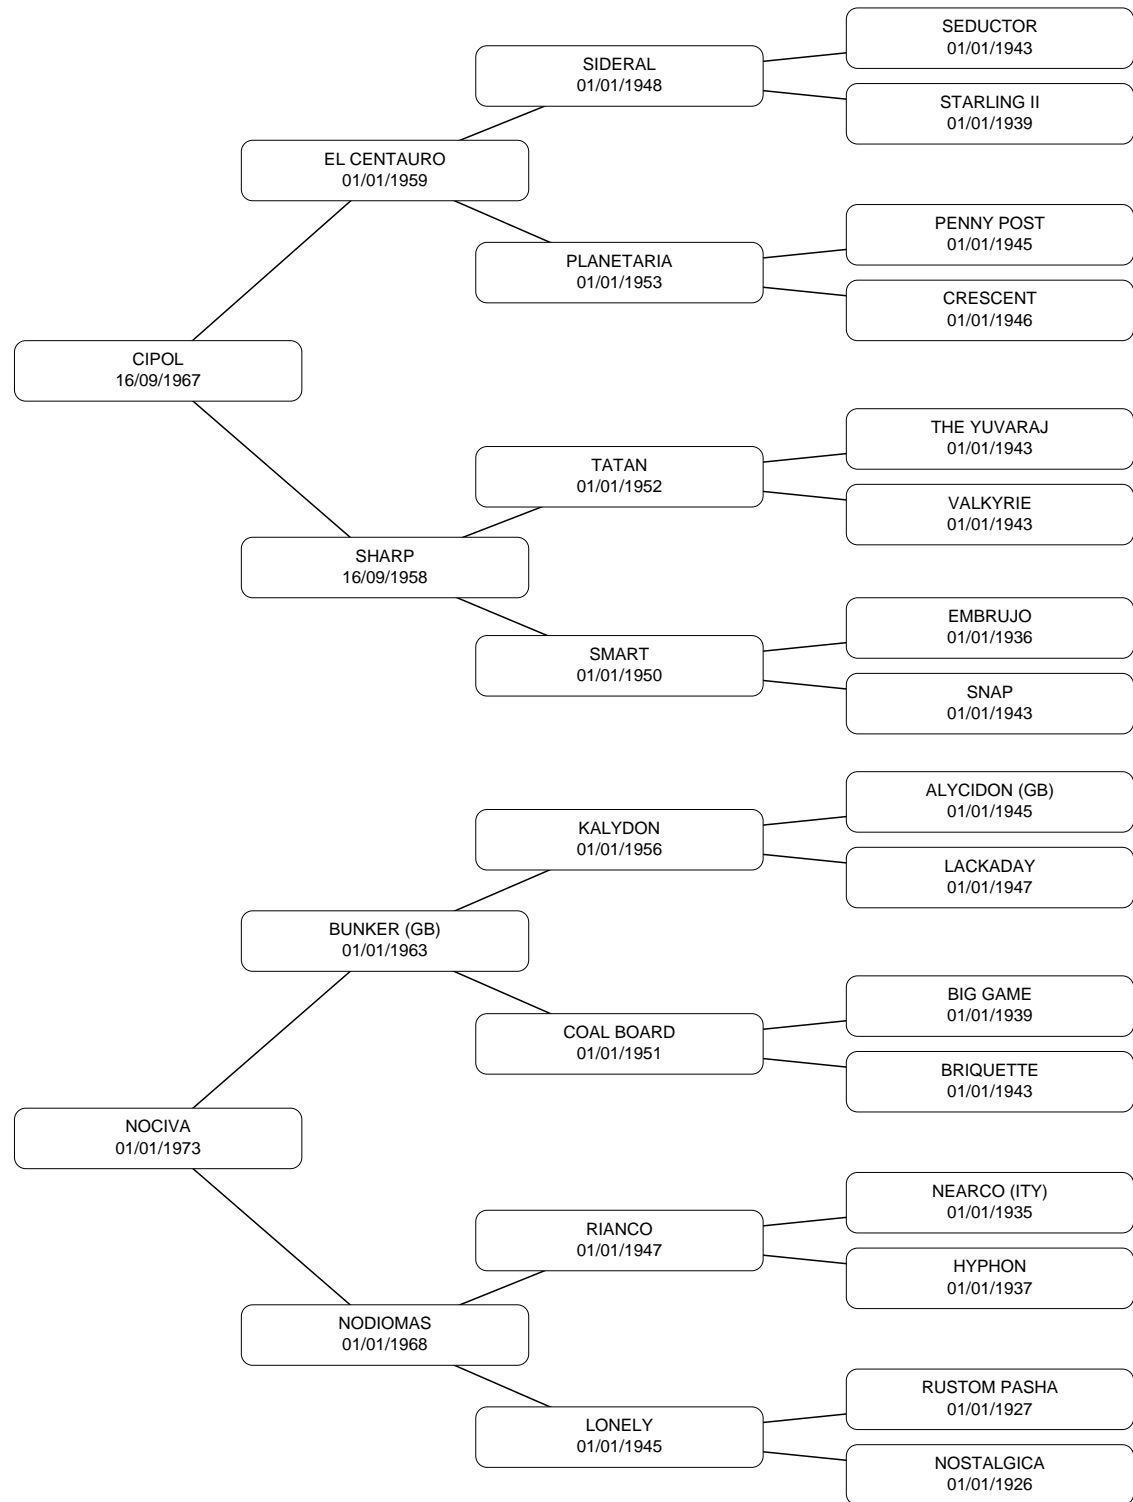 SEDUCTOR
01/01/1943
SIDERAL
01/01/1948
STARLING II
01/01/1939
EL CENTAURO
01/01/1959
PENNY POST
01/01/1945
PLANETARIA
01/01/1953
CRESCENT
01/01/1946
CIPOL
16/09/1967
THE YUVARAJ
01/01/1943
TATAN
01/01/1952
VALKYRIE
01/01/1943
SHARP
16/09/1958
EMBRUJO
01/01/1936
SMART
01/01/1950
SNAP
01/01/1943
ALYCIDON (GB)
01/01/1945
KALYDON
01/01/1956
LACKADAY
01/01/1947
BUNKER (GB)
01/01/1963
BIG GAME
01/01/1939
COAL BOARD
01/01/1951
BRIQUETTE
01/01/1943
NOCIVA
01/01/1973
NEARCO (ITY)
01/01/1935
RIANCO
01/01/1947
HYPHON
01/01/1937
NODIOMAS
01/01/1968
RUSTOM PASHA
01/01/1927
LONELY
01/01/1945
NOSTALGICA
01/01/1926